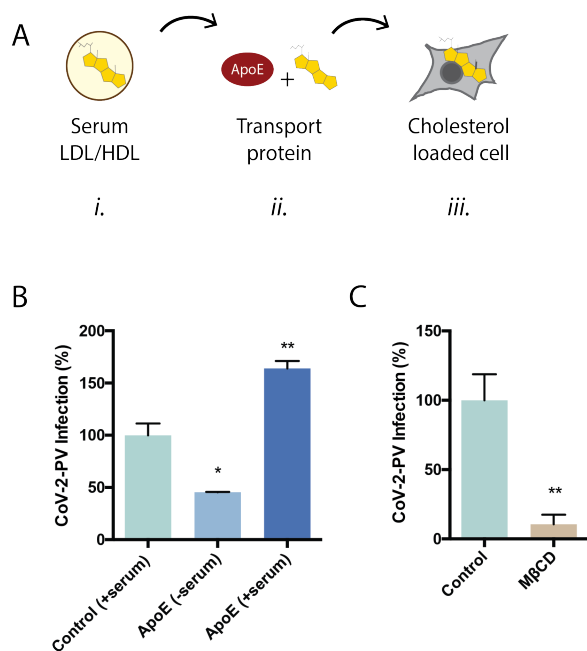 A
ApoE
+
Serum
LDL/HDL
Transport
protein
Cholesterol
loaded cell
i.
ii.
iii.
B
CoV-2-PV Infection (%)
200
150
100
50
0
**
*
Control (+serum)
ApoE (-serum)
ApoE (+serum)
C
CoV-2-PV Infection (%)
150
100
50
0
**
Control
MβCD